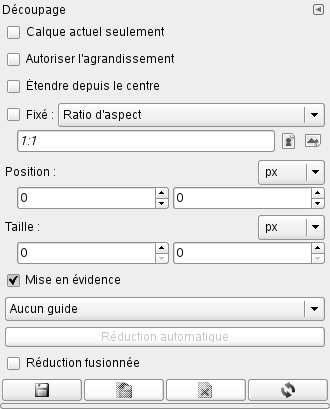 Découpage
Calque actuel seulement
Autoriser l'agrandissement
Étendre depuis le centre
Fixé : Ratio d'aspect
1:1
Position : px
0 0
Taille : px
0 0
Mise en évidence
Aucun guide
Réduction automatique
Réduction fusionnée